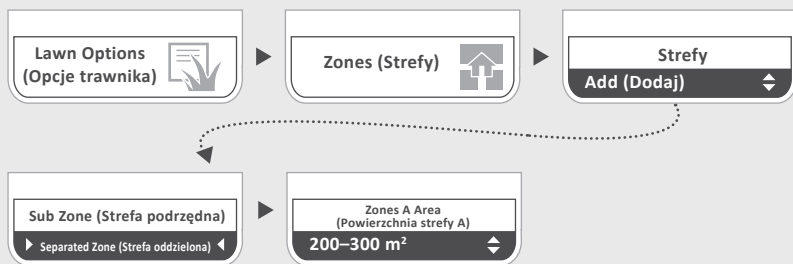 Lawn Options
(Opcje trawnika)
Zones (Strefy)
Strefy
Add (Dodaj)
Sub Zone (Strefa podrzędna)
Separated Zone (Strefa oddzielona)
Zones A Area
(Powierzchnia strefy A)
200–300 m²